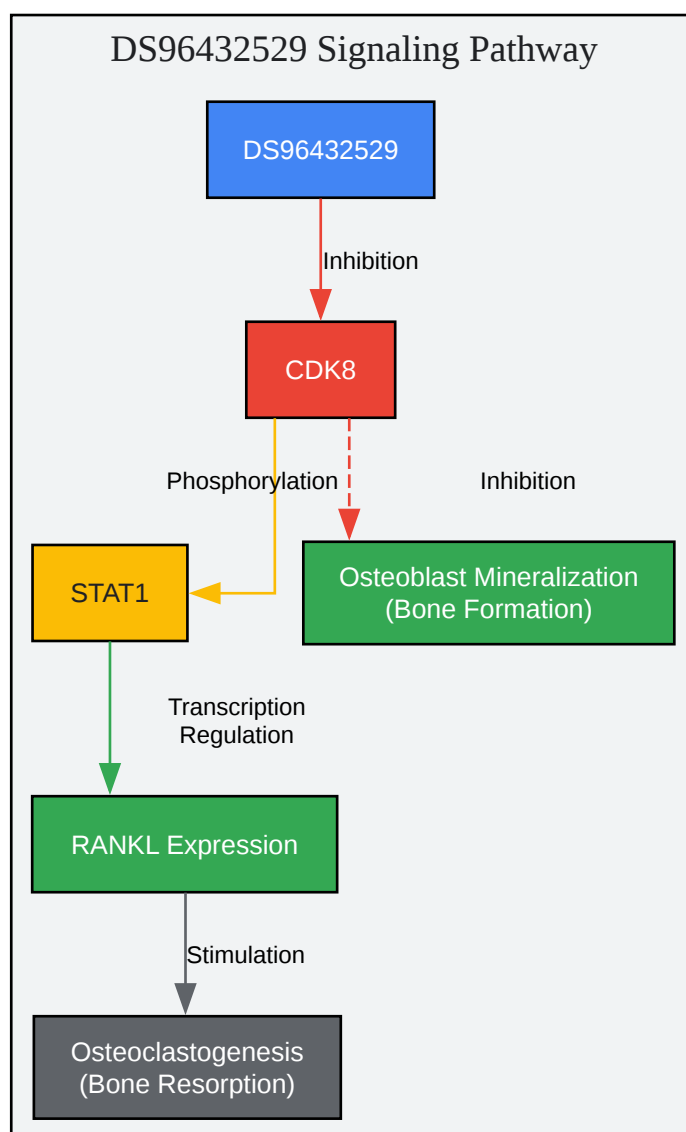 DS96432529 Signaling Pathway
DS96432529
Inhibition
CDK8
Phosphorylation
Inhibition
STAT1
Osteoblast Mineralization
(Bone Formation)
Transcription
Regulation
RANKL Expression
Stimulation
Osteoclastogenesis
(Bone Resorption)